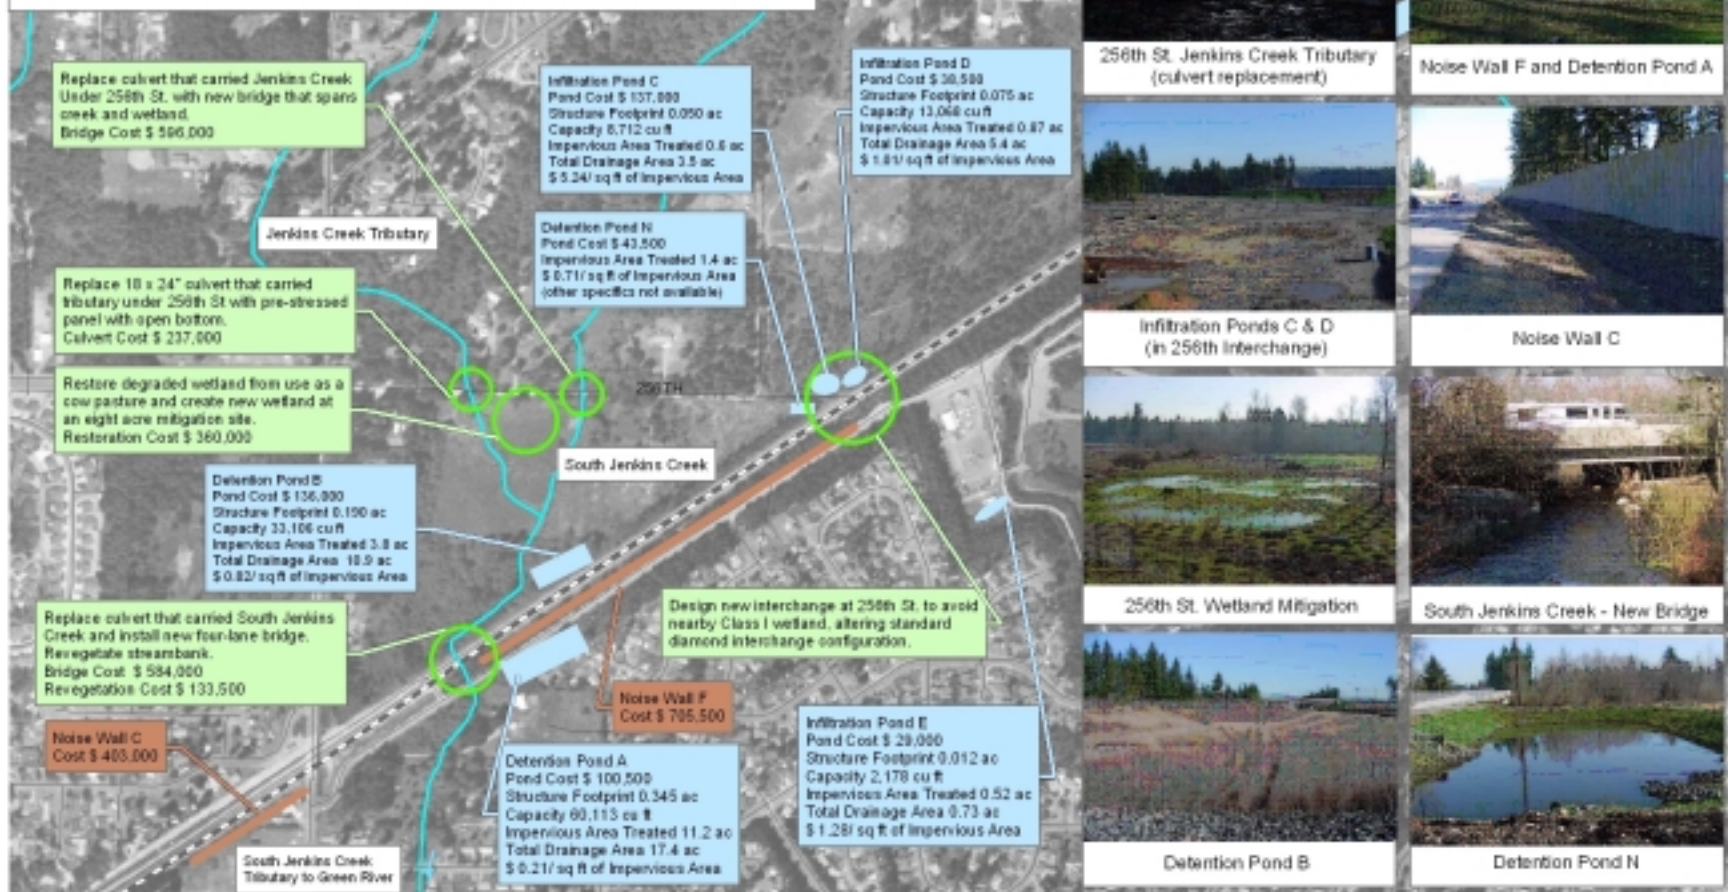 Replace culvert that carried Jenkins Creek
Under 256th St. with new bridge that spans
creek and wetland.
Bridge Cost $ 596,000
Infiltration Pond C
Pond Cost $ 137,000
Structure Footprint 0.050 ac
Capacity 8,712 cu ft
Impervious Area Treated 0.6 ac
Total Drainage Area 3.5 ac
$ 5.24/ sq ft of Impervious Area
Infiltration Pond D
Pond Cost $ 38,500
Structure Footprint 0.075 ac
Capacity 13,068 cu ft
Impervious Area Treated 0.87 ac
Total Drainage Area 5.4 ac
$ 1.01/ sq ft of Impervious Area
Jenkins Creek Tributary
Detention Pond N
Pond Cost $ 43,500
Impervious Area Treated 1.4 ac
$ 0.71/ sq ft of Impervious Area
(other specifics not available)
Replace 18 x 24" culvert that carried
tributary under 256th St with pre-stressed
panel with open bottom.
Culvert Cost $ 237,000
Restore degraded wetland from use as a
cow pasture and create new wetland at
an eight acre mitigation site.
Restoration Cost $ 360,000
256TH
South Jenkins Creek
Detention Pond B
Pond Cost $ 136,000
Structure Footprint 0.190 ac
Capacity 33,106 cu ft
Impervious Area Treated 3.8 ac
Total Drainage Area 10.9 ac
$ 0.82/ sq ft of Impervious Area
Replace culvert that carried South Jenkins
Creek and install new four-lane bridge.
Revegetate streambank.
Bridge Cost $ 584,000
Revegetation Cost $ 133,500
Design new interchange at 256th St. to avoid
nearby Class I wetland, altering standard
diamond interchange configuration.
Noise Wall F
Cost $ 705,500
Noise Wall C
Cost $ 403,000
Detention Pond A
Pond Cost $ 100,500
Structure Footprint 0.345 ac
Capacity 60,113 cu ft
Impervious Area Treated 11.2 ac
Total Drainage Area 17.4 ac
$ 0.21/ sq ft of Impervious Area
Infiltration Pond E
Pond Cost $ 29,000
Structure Footprint 0.012 ac
Capacity 2,178 cu ft
Impervious Area Treated 0.52 ac
Total Drainage Area 0.73 ac
$ 1.28/ sq ft of Impervious Area
South Jenkins Creek
Tributary to Green River
256th St. Jenkins Creek Tributary
(culvert replacement)
Noise Wall F and Detention Pond A
Infiltration Ponds C & D
(in 256th Interchange)
Noise Wall C
256th St. Wetland Mitigation
South Jenkins Creek - New Bridge
Detention Pond B
Detention Pond N